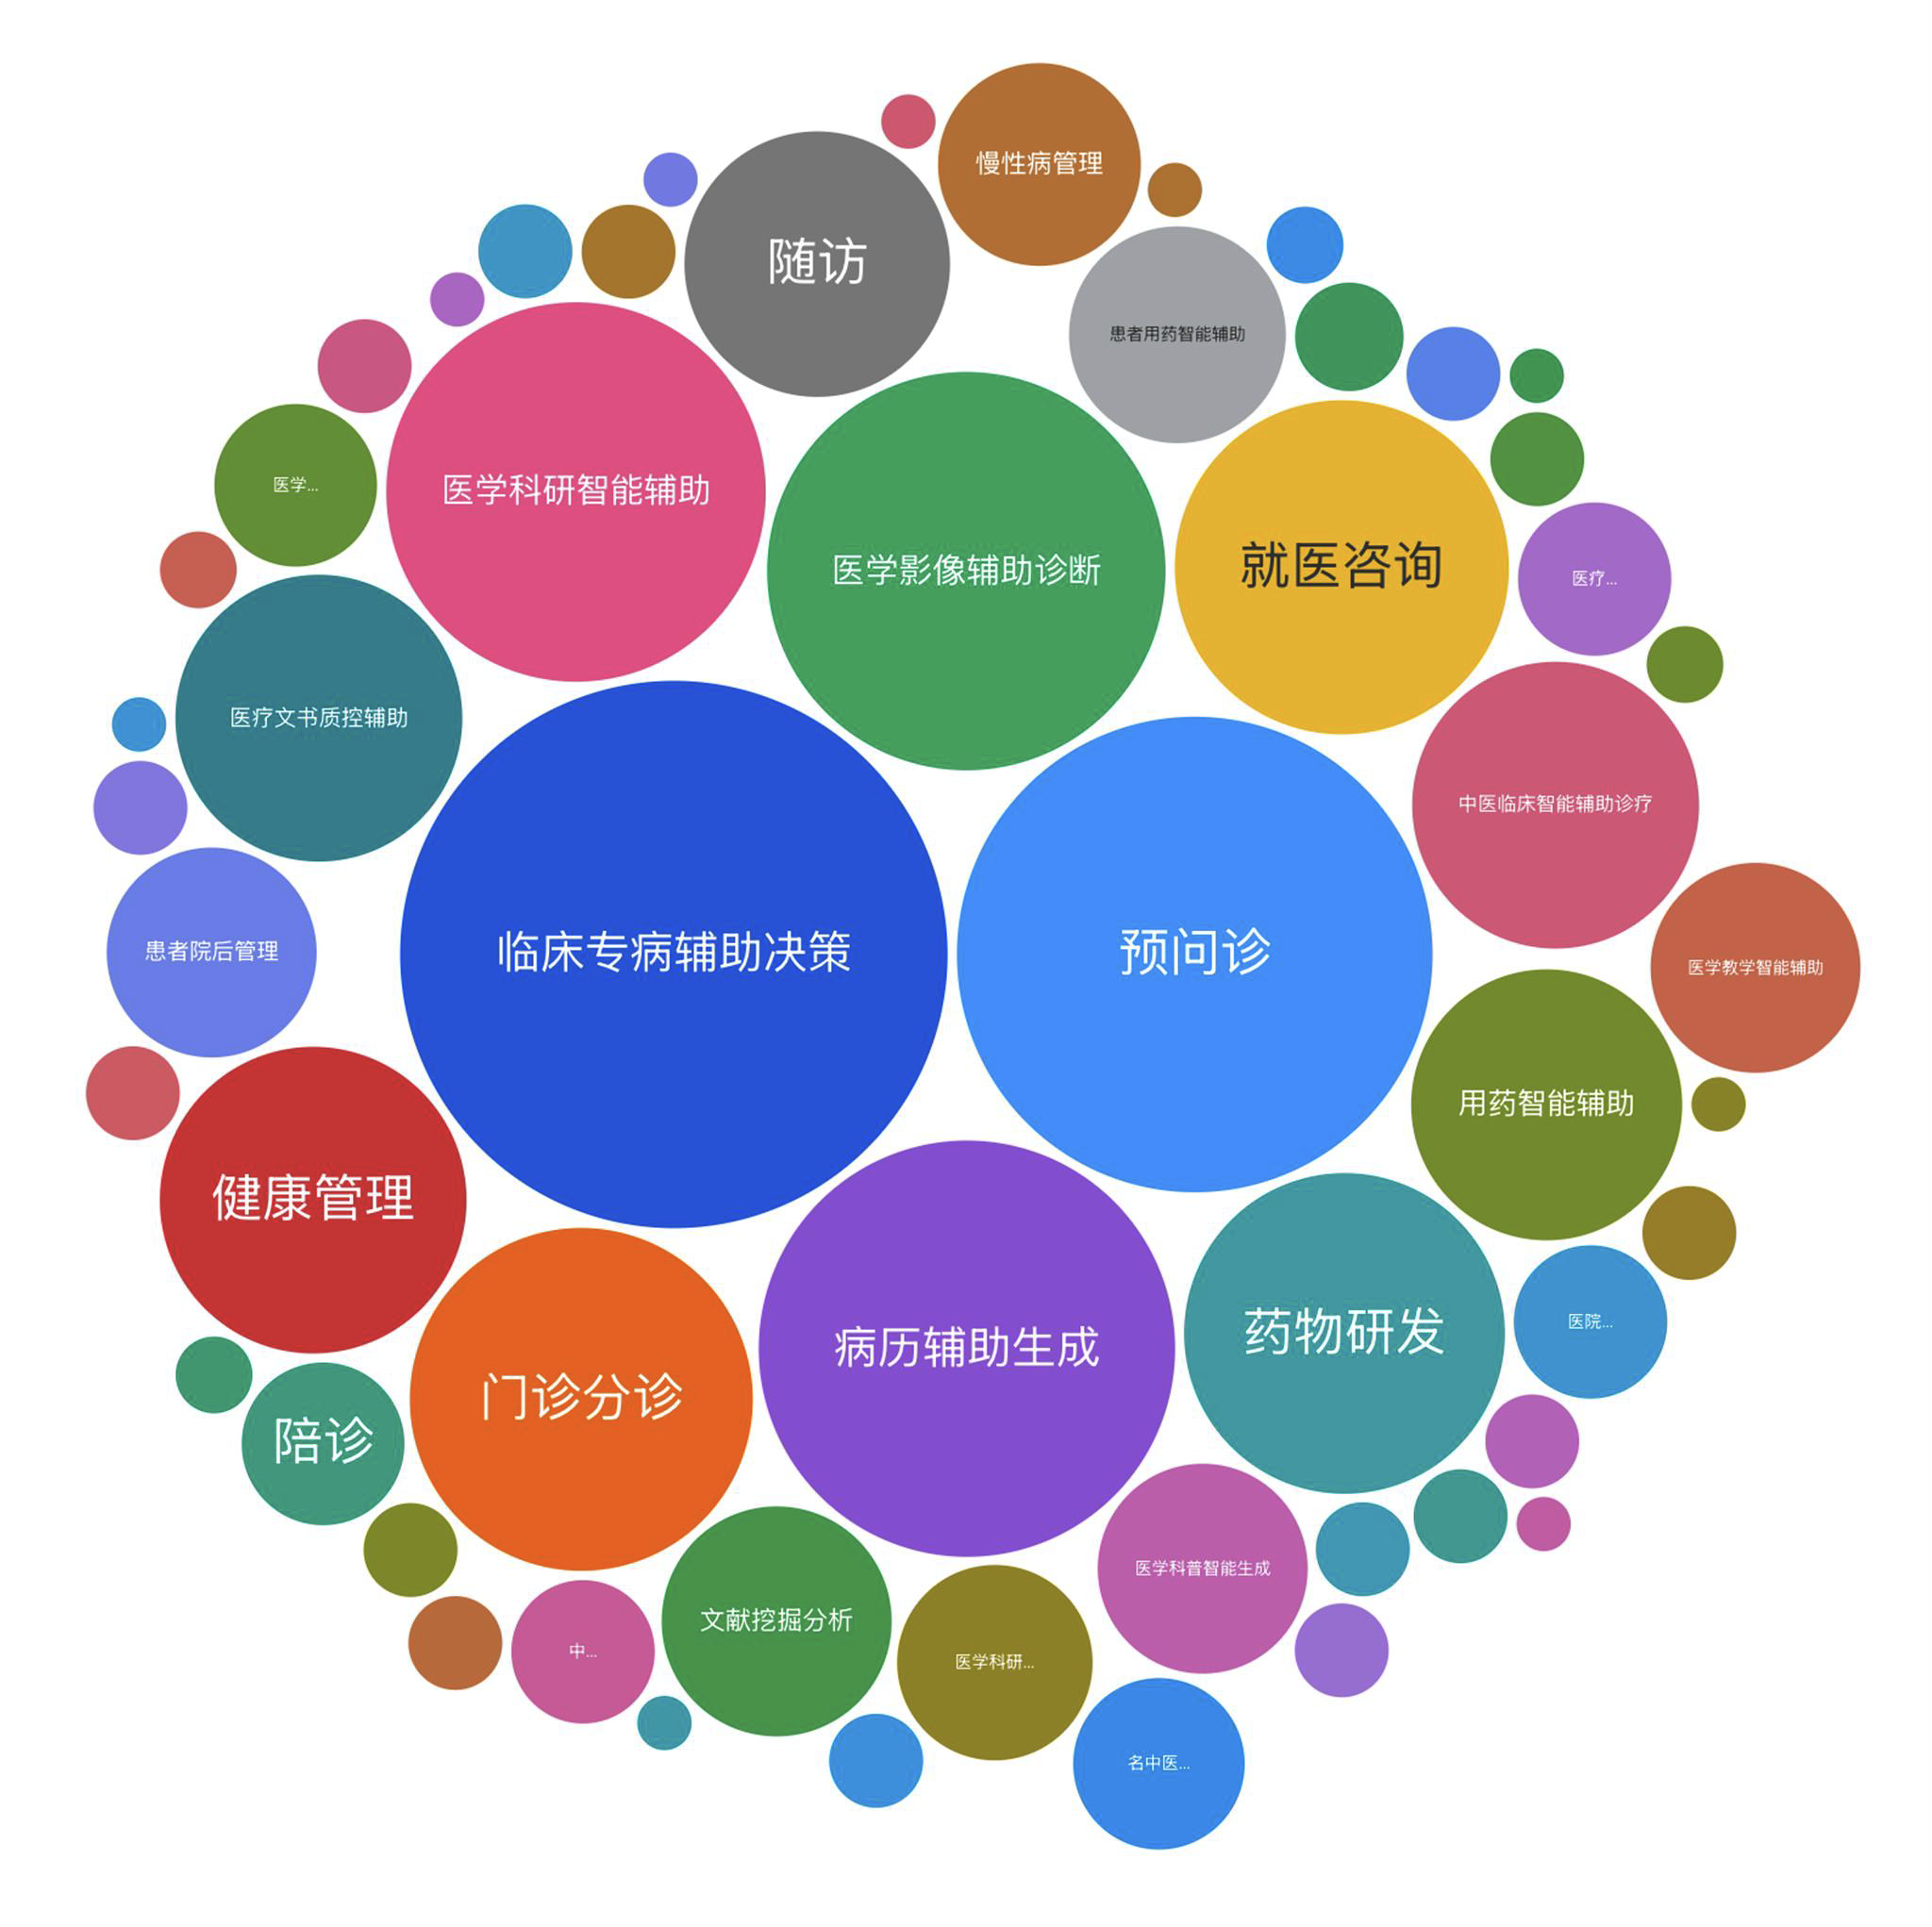 慢性病管理
随访
患者用药智能辅助
医学...
医学科研智能辅助
医学影像辅助诊断
就医咨询
医疗...
医疗文书质控辅助
中医临床智能辅助诊疗
患者院后管理
临床专病辅助决策
预问诊
医学教学智能辅助
用药智能辅助
健康管理
门诊分诊
病历辅助生成
药物研发
医院...
陪诊
医学科普智能生成
中...
文献挖掘分析
医学科研...
名中医...